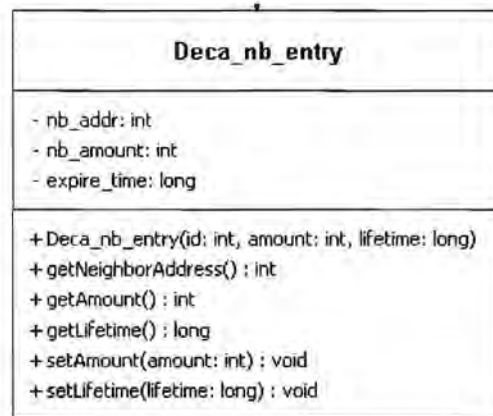 Deca_nb_entry
- nb_addr: int
- nb_amount: int
- expire_time: long
+ Deca_nb_entry(id: int, amount: int, lifetime: long)
+ getNeighborAddress() : int
+ getAmount() : int
+ getLifetime() : long
+ setAmount(amount: int) : void
+ setLifetime(lifetime: long) : void